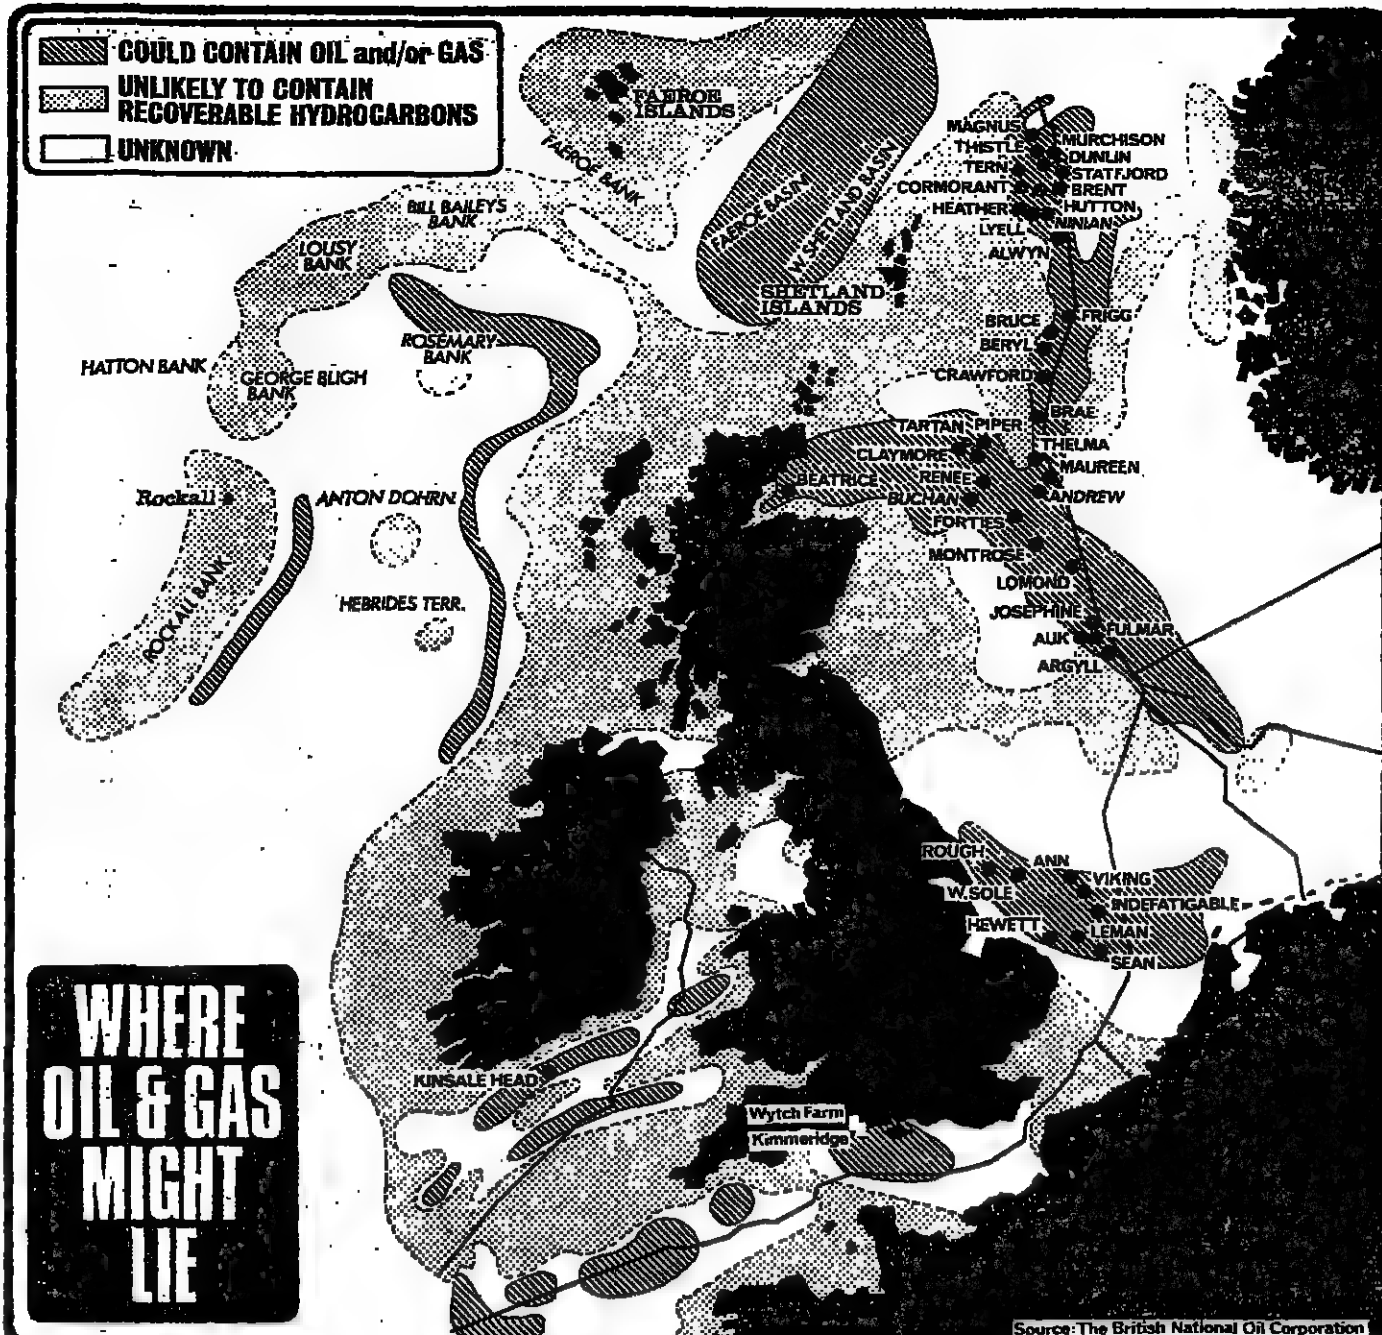 COULD CONTAIN OIL and/or GAS
UNLIKELY TO CONTAIN
RECOVERABLE HYDROCARBONS
UNKNOWN
FAEROE
ISLANDS
FAEROE BANK
BILL BAILEY'S
BANK
LOUSY
BANK
FAEROE BASIN
W. SHETLAND BASIN
SHETLAND
ISLANDS
MAGNUS
MURCHISON
THISTLE
DUNLIN
TERN
STATFJORD
CORMORANT
BRENT
HEATHER
HUTTON
NINIAN
LYELL
ALWYN
BRUCE
FRIGG
BERYL
CRAWFORD
ROSEMARY
BANK
HATTON BANK
GEORGE BLIGH
BANK
BRAE
TARTAN
PIPER
THELMA
CLAYMORE
MAUREEN
BEATRICE
RENEE
ANDREW
BUCHAN
FORTIES
Rockall
ANTON DOHRN
MONTROSE
LOMOND
ROCKALL BANK
HEBRIDES TERR.
JOSEPHINE
FULMAR
AUK
ARGYLL
ROUGH
ANN
VIKING
W.SOLE
INDEFATIGABLE
HEWETT
LEMAN
SEAN
KINSALE HEAD
Wytch Farm
Kimmeridge
WHERE
OIL & GAS
MIGHT
LIE
Source: The British National Oil Corporation